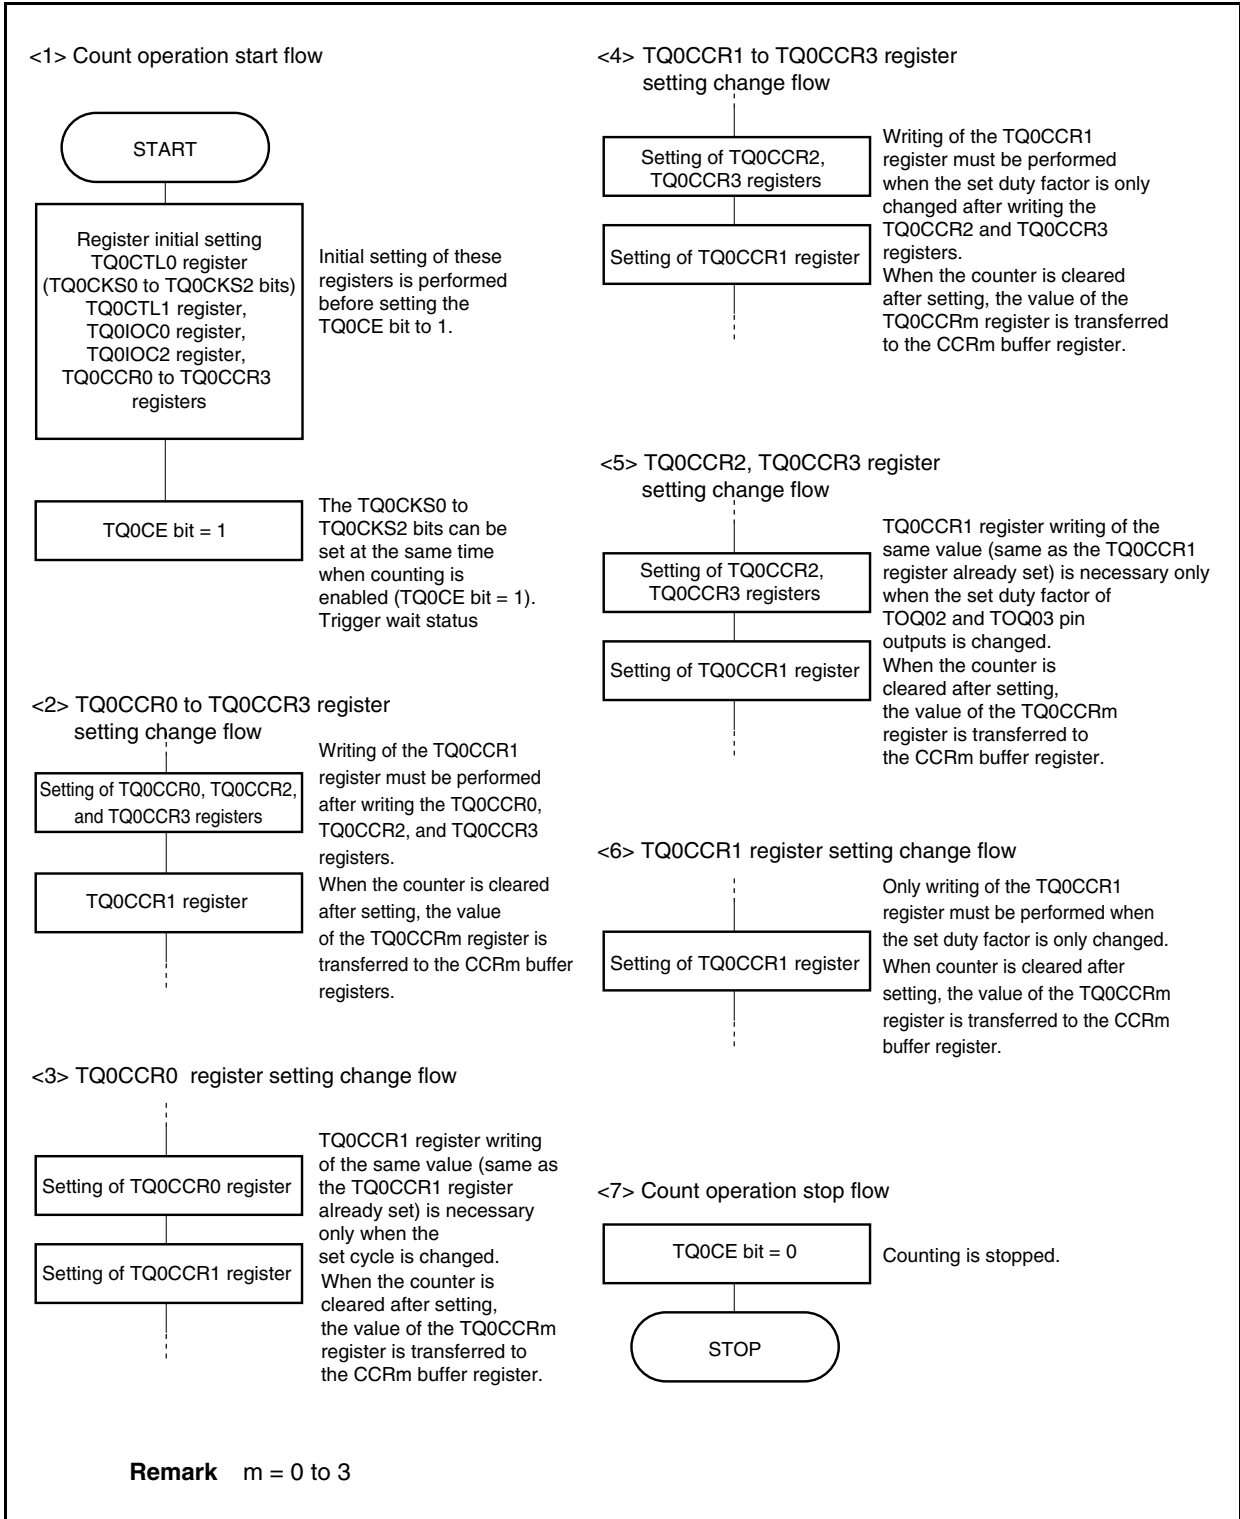 <1> Count operation start flow
START
Register initial setting
TQ0CTL0 register
(TQ0CKS0 to TQ0CKS2 bits)
TQ0CTL1 register,
TQ0IOC0 register,
TQ0IOC2 register,
TQ0CCR0 to TQ0CCR3
registers
Initial setting of these
registers is performed
before setting the
TQ0CE bit to 1.
TQ0CE bit = 1
The TQ0CKS0 to
TQ0CKS2 bits can be
set at the same time
when counting is
enabled (TQ0CE bit = 1).
Trigger wait status
<2> TQ0CCR0 to TQ0CCR3 register
setting change flow
Setting of TQ0CCR0, TQ0CCR2,
and TQ0CCR3 registers
TQ0CCR1 register
Writing of the TQ0CCR1
register must be performed
after writing the TQ0CCR0,
TQ0CCR2, and TQ0CCR3
registers.
When the counter is cleared
after setting, the value
of the TQ0CCRm register is
transferred to the CCRm buffer
registers.
<3> TQ0CCR0 register setting change flow
Setting of TQ0CCR0 register
Setting of TQ0CCR1 register
TQ0CCR1 register writing
of the same value (same as
the TQ0CCR1 register
already set) is necessary
only when the
set cycle is changed.
When the counter is
cleared after setting,
the value of the TQ0CCRm
register is transferred to
the CCRm buffer register.
<4> TQ0CCR1 to TQ0CCR3 register
setting change flow
Setting of TQ0CCR2,
TQ0CCR3 registers
Setting of TQ0CCR1 register
Writing of the TQ0CCR1
register must be performed
when the set duty factor is only
changed after writing the
TQ0CCR2 and TQ0CCR3
registers.
When the counter is cleared
after setting, the value of the
TQ0CCRm register is transferred
to the CCRm buffer register.
<5> TQ0CCR2, TQ0CCR3 register
setting change flow
Setting of TQ0CCR2,
TQ0CCR3 registers
Setting of TQ0CCR1 register
TQ0CCR1 register writing of the
same value (same as the TQ0CCR1
register already set) is necessary only
when the set duty factor of
TOQ02 and TOQ03 pin
outputs is changed.
When the counter is
cleared after setting,
the value of the TQ0CCRm
register is transferred to
the CCRm buffer register.
<6> TQ0CCR1 register setting change flow
Setting of TQ0CCR1 register
Only writing of the TQ0CCR1
register must be performed when
the set duty factor is only changed.
When counter is cleared after
setting, the value of the TQ0CCRm
register is transferred to the CCRm
buffer register.
<7> Count operation stop flow
TQ0CE bit = 0
Counting is stopped.
STOP
Remark m = 0 to 3